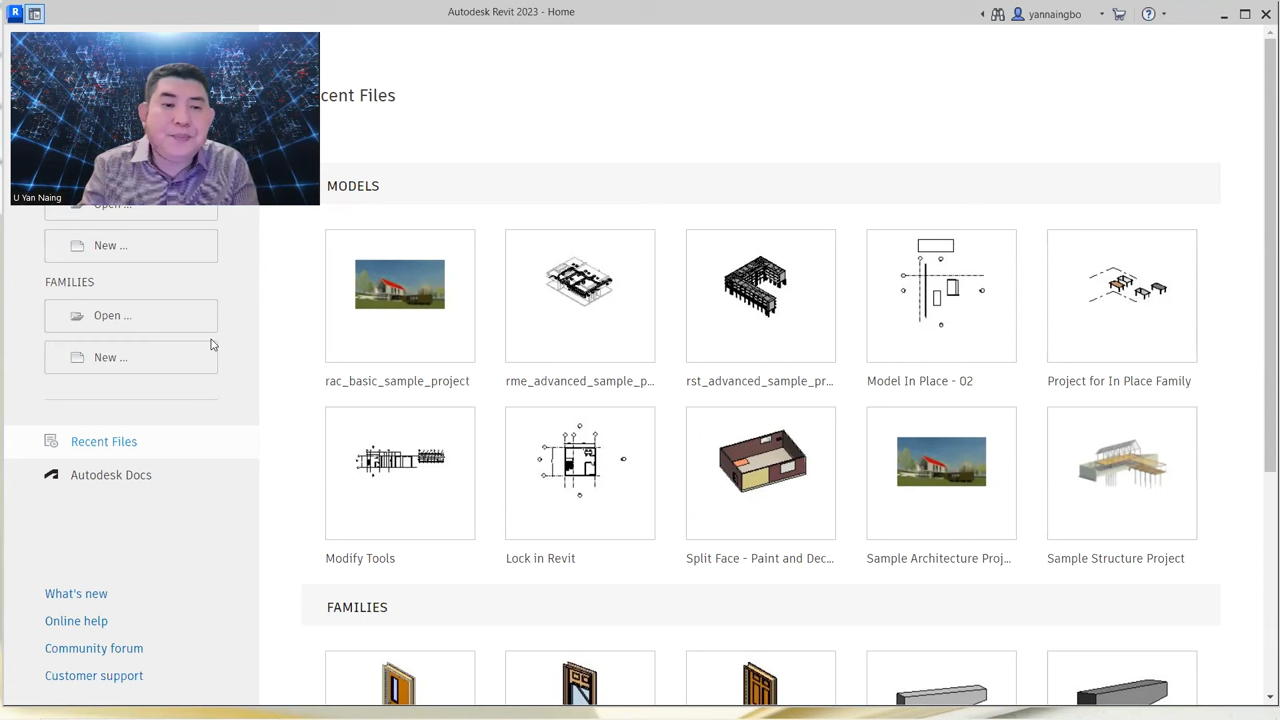 R
Autodesk Revit 2023 - Home
yannaingbo
cent Files
U Yan Naing
MODELS
Open ...
New ...
FAMILIES
Open ...
New ...
rac_basic_sample_project
rme_advanced_sample_p...
rst_advanced_sample_pr...
Model In Place - 02
Project for In Place Family
Recent Files
Autodesk Docs
Modify Tools
Lock in Revit
Split Face - Paint and Dec...
Sample Architecture Proj...
Sample Structure Project
What's new
FAMILIES
Online help
Community forum
Customer support